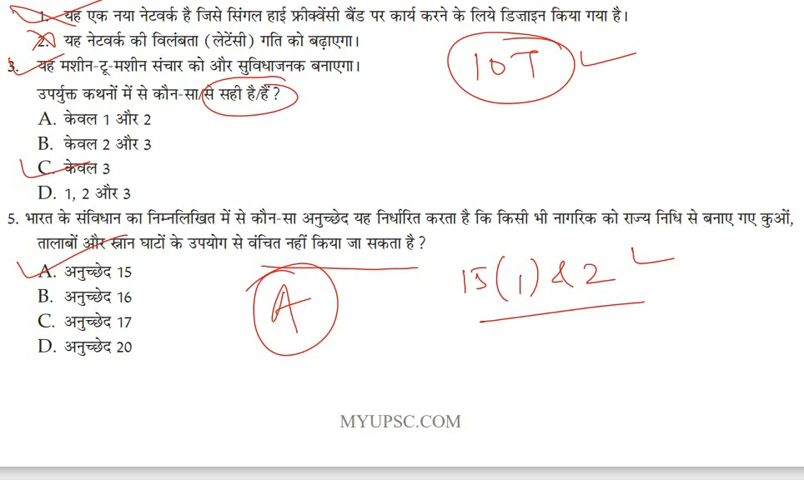 1. यह एक नया नेटवर्क है जिसे सिंगल हाई फ्रीक्वेंसी बैंड पर कार्य करने के लिये डिजाइन किया गया है।
2. यह नेटवर्क की विलंबता (लेटेंसी) गति को बढ़ाएगा।
3. यह मशीन-टू-मशीन संचार को और सुविधाजनक बनाएगा।
IOT
उपर्युक्त कथनों में से कौन-सा/से सही है/हैं?
A. केवल 1 और 2
B. केवल 2 और 3
C. केवल 3
D. 1, 2 और 3
5. भारत के संविधान का निम्नलिखित में से कौन-सा अनुच्छेद यह निर्धारित करता है कि किसी भी नागरिक को राज्य निधि से बनाए गए कुओं,
तालाबों और स्नान घाटों के उपयोग से वंचित नहीं किया जा सकता है ?
A. अनुच्छेद 15
15(1) & 2
A
B. अनुच्छेद 16
C. अनुच्छेद 17
D. अनुच्छेद 20
MYUPSC.COM